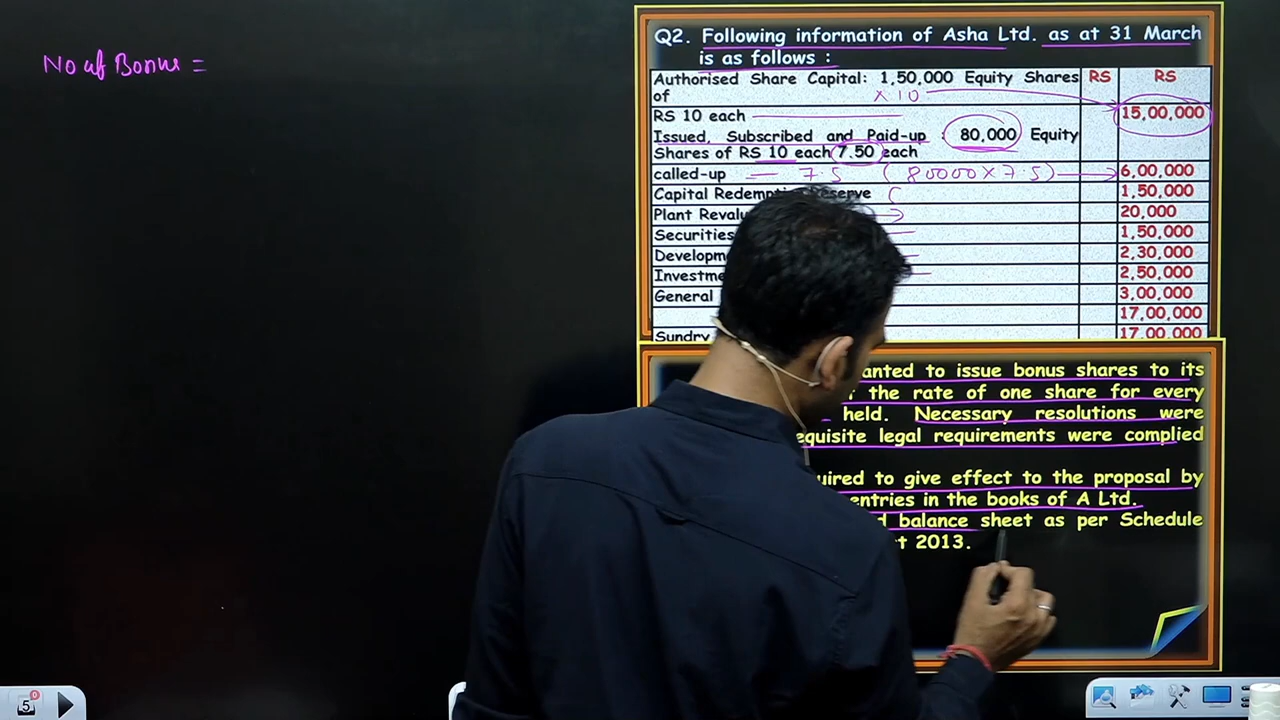 No of Bonus =
Q2. Following information of Asha Ltd. as at 31 March
is as follows :
Authorised Share Capital: 1,50,000 Equity Shares RS RS
of × 10
RS 10 each 15,00,000
Issued, Subscribed and Paid-up : 80,000 Equity
Shares of RS 10 each 7.50 each
called-up — 7.5 (80000 × 7.5) 6,00,000
Capital Redem 1,50,000
Plant Revalu 20,000
Securities 1,50,000
Developm 2,30,000
Investme 2,50,000
General 3,00,000
17,00,000
Sundry 17,00,000
anted to issue bonus shares to its
the rate of one share for every
held. Necessary resolutions were
equisite legal requirements were complied
uired to give effect to the proposal by
entries in the books of A Ltd.
balance sheet as per Schedule
t 2013.
5
0